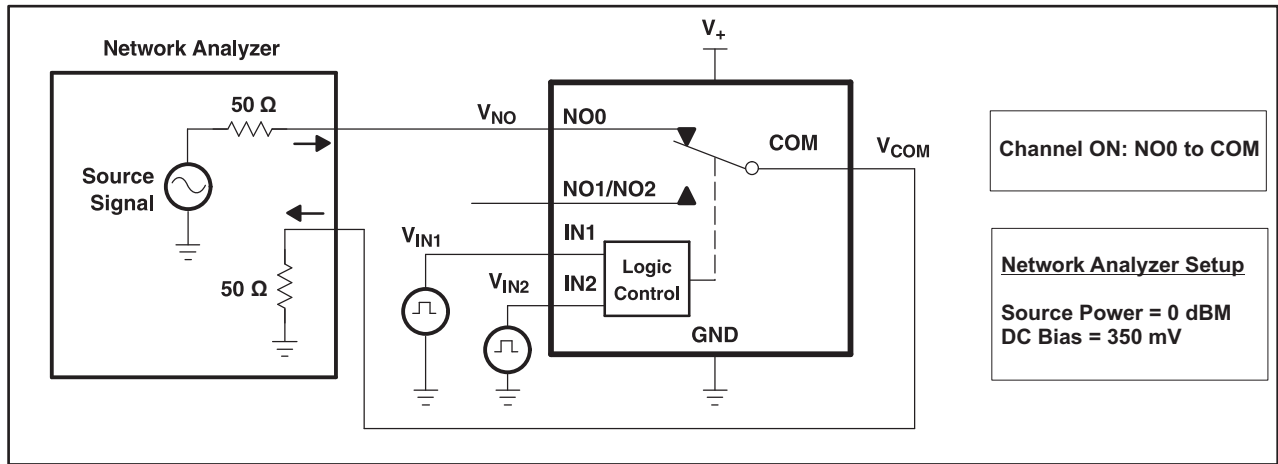 Network Analyzer
50 Ω
Source
Signal
50 Ω
V+
VNO
NO0
COM
VCOM
NO1/NO2
VIN1
IN1
VIN2
IN2
Logic
Control
GND
Channel ON: NO0 to COM
Network Analyzer Setup
Source Power = 0 dBM
DC Bias = 350 mV